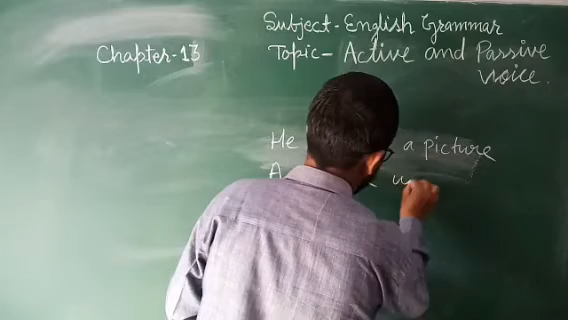 Subject - English Grammar
Chapter-13 Topic - Active and Passive
voice.
He a picture
A